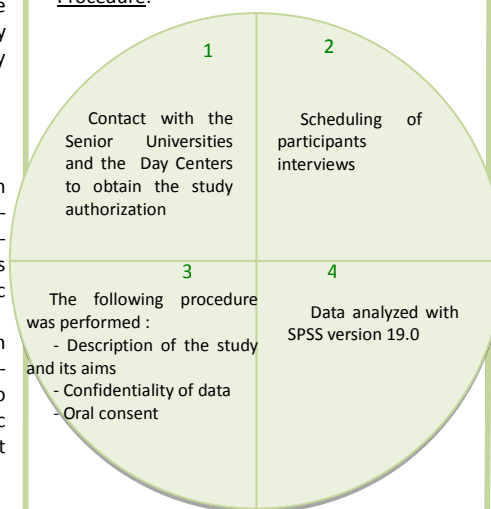 Procedure:
1
Contact with the
Senior Universities
and the Day Centers
to obtain the study
authorization
2
Scheduling of
participants
interviews
3
The following procedure
was performed :
- Description of the study
and its aims
- Confidentiality of data
- Oral consent
4
Data analyzed with
SPSS version 19.0